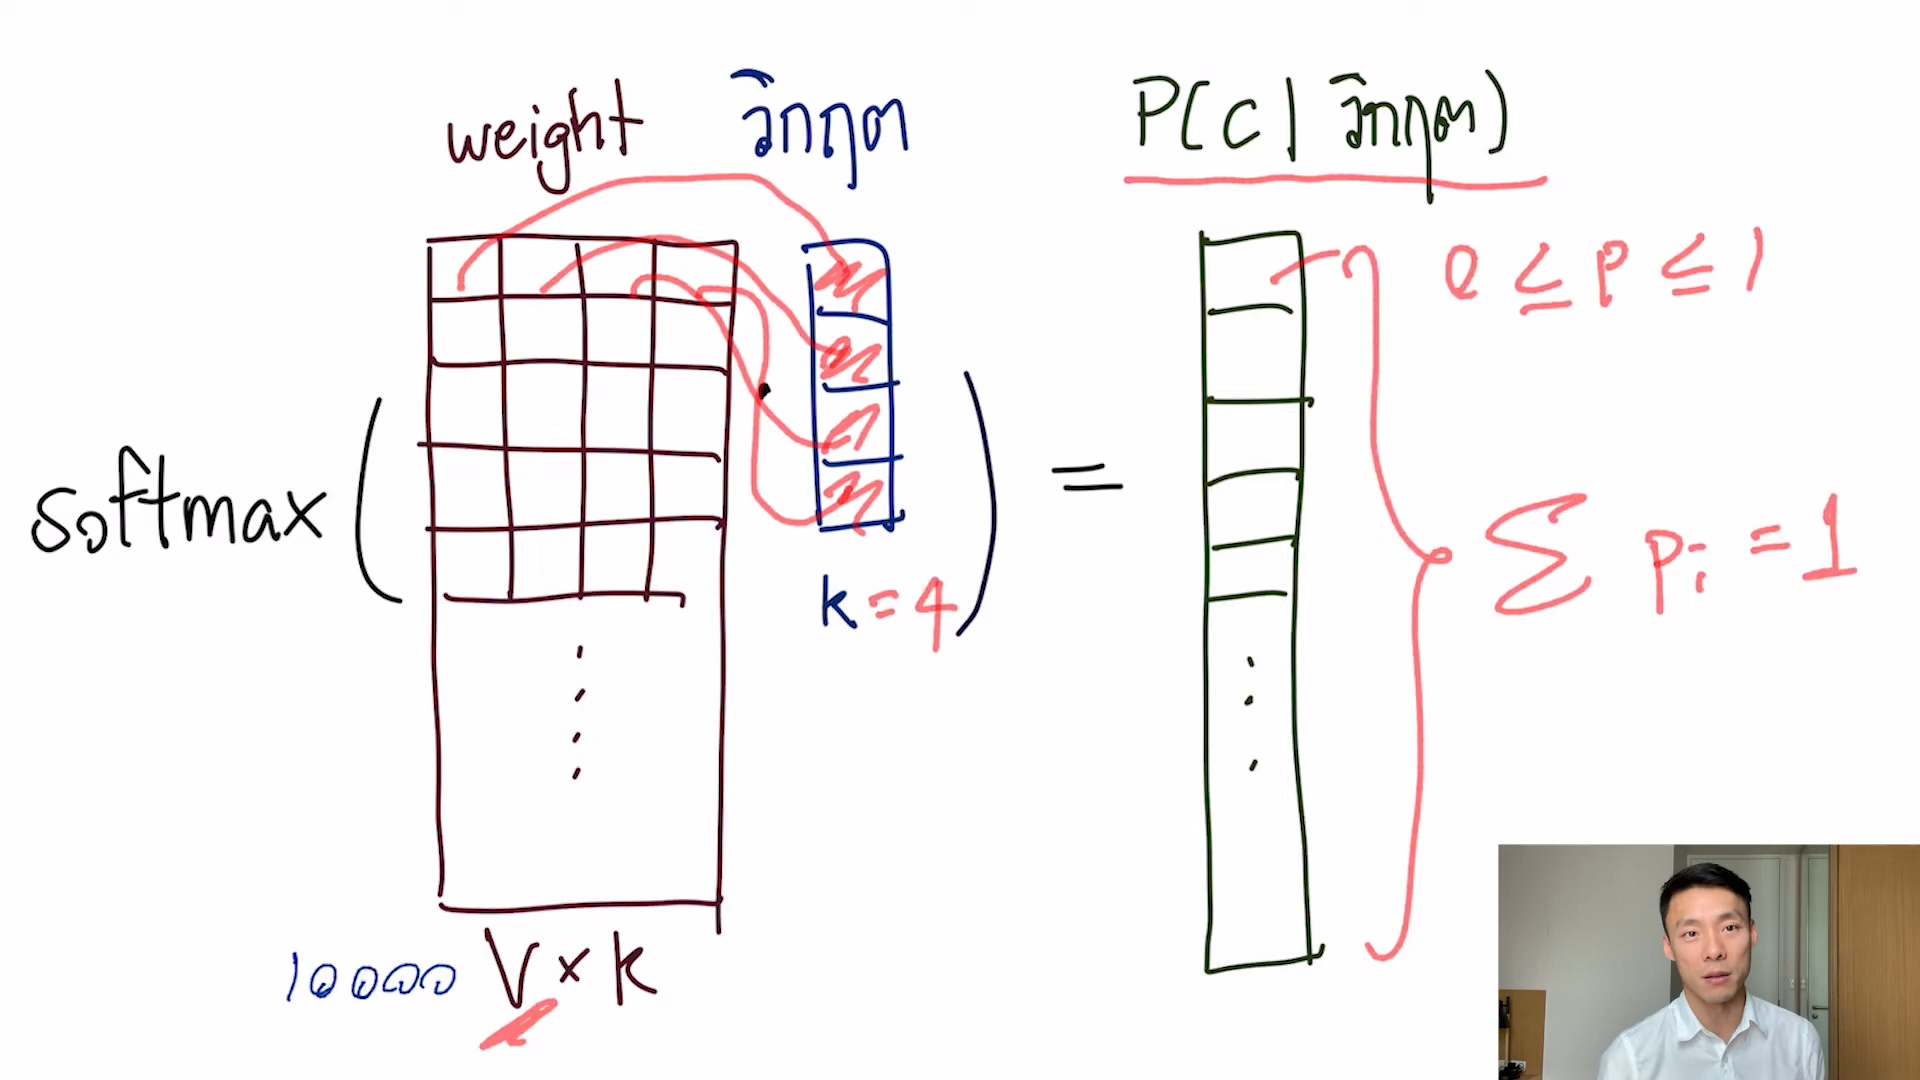 weight วิกฤต P(c | วิกฤต)
0 ≤ p ≤ 1
softmax ( ) = ∑ pi = 1
k = 4
10000 V × k